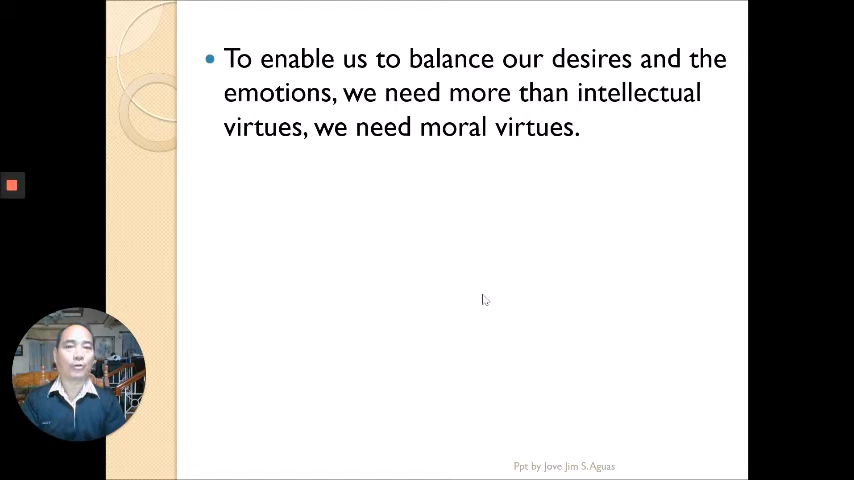 To enable us to balance our desires and the
emotions, we need more than intellectual
virtues, we need moral virtues.
Ppt by Jove Jim S. Aguas